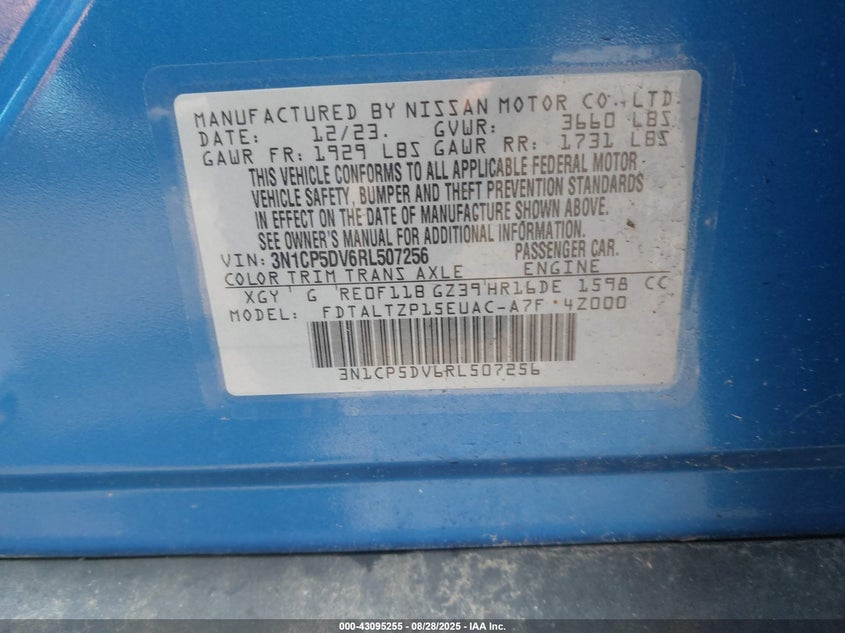 MANUFACTURED BY NISSAN MOTOR CO., LTD.
DATE: 12/23. GVWR: 3660 LBS
GAWR FR: 1929 LBS GAWR RR: 1731 LBS
THIS VEHICLE CONFORMS TO ALL APPLICABLE FEDERAL MOTOR
VEHICLE SAFETY, BUMPER AND THEFT PREVENTION STANDARDS
IN EFFECT ON THE DATE OF MANUFACTURE SHOWN ABOVE.
SEE OWNER'S MANUAL FOR ADDITIONAL INFORMATION.
VIN: 3N1CP5DV6RL507256 PASSENGER CAR.
COLOR TRIM TRANS AXLE ENGINE
XGY G RE0F11B GZ39 HR16DE 1598 CC
MODEL: FDTALTZP15EUAC-A7F *4Z000
3N1CP5DV6RL507256
000-43095255 | 08/28/2025 - IAA Inc.